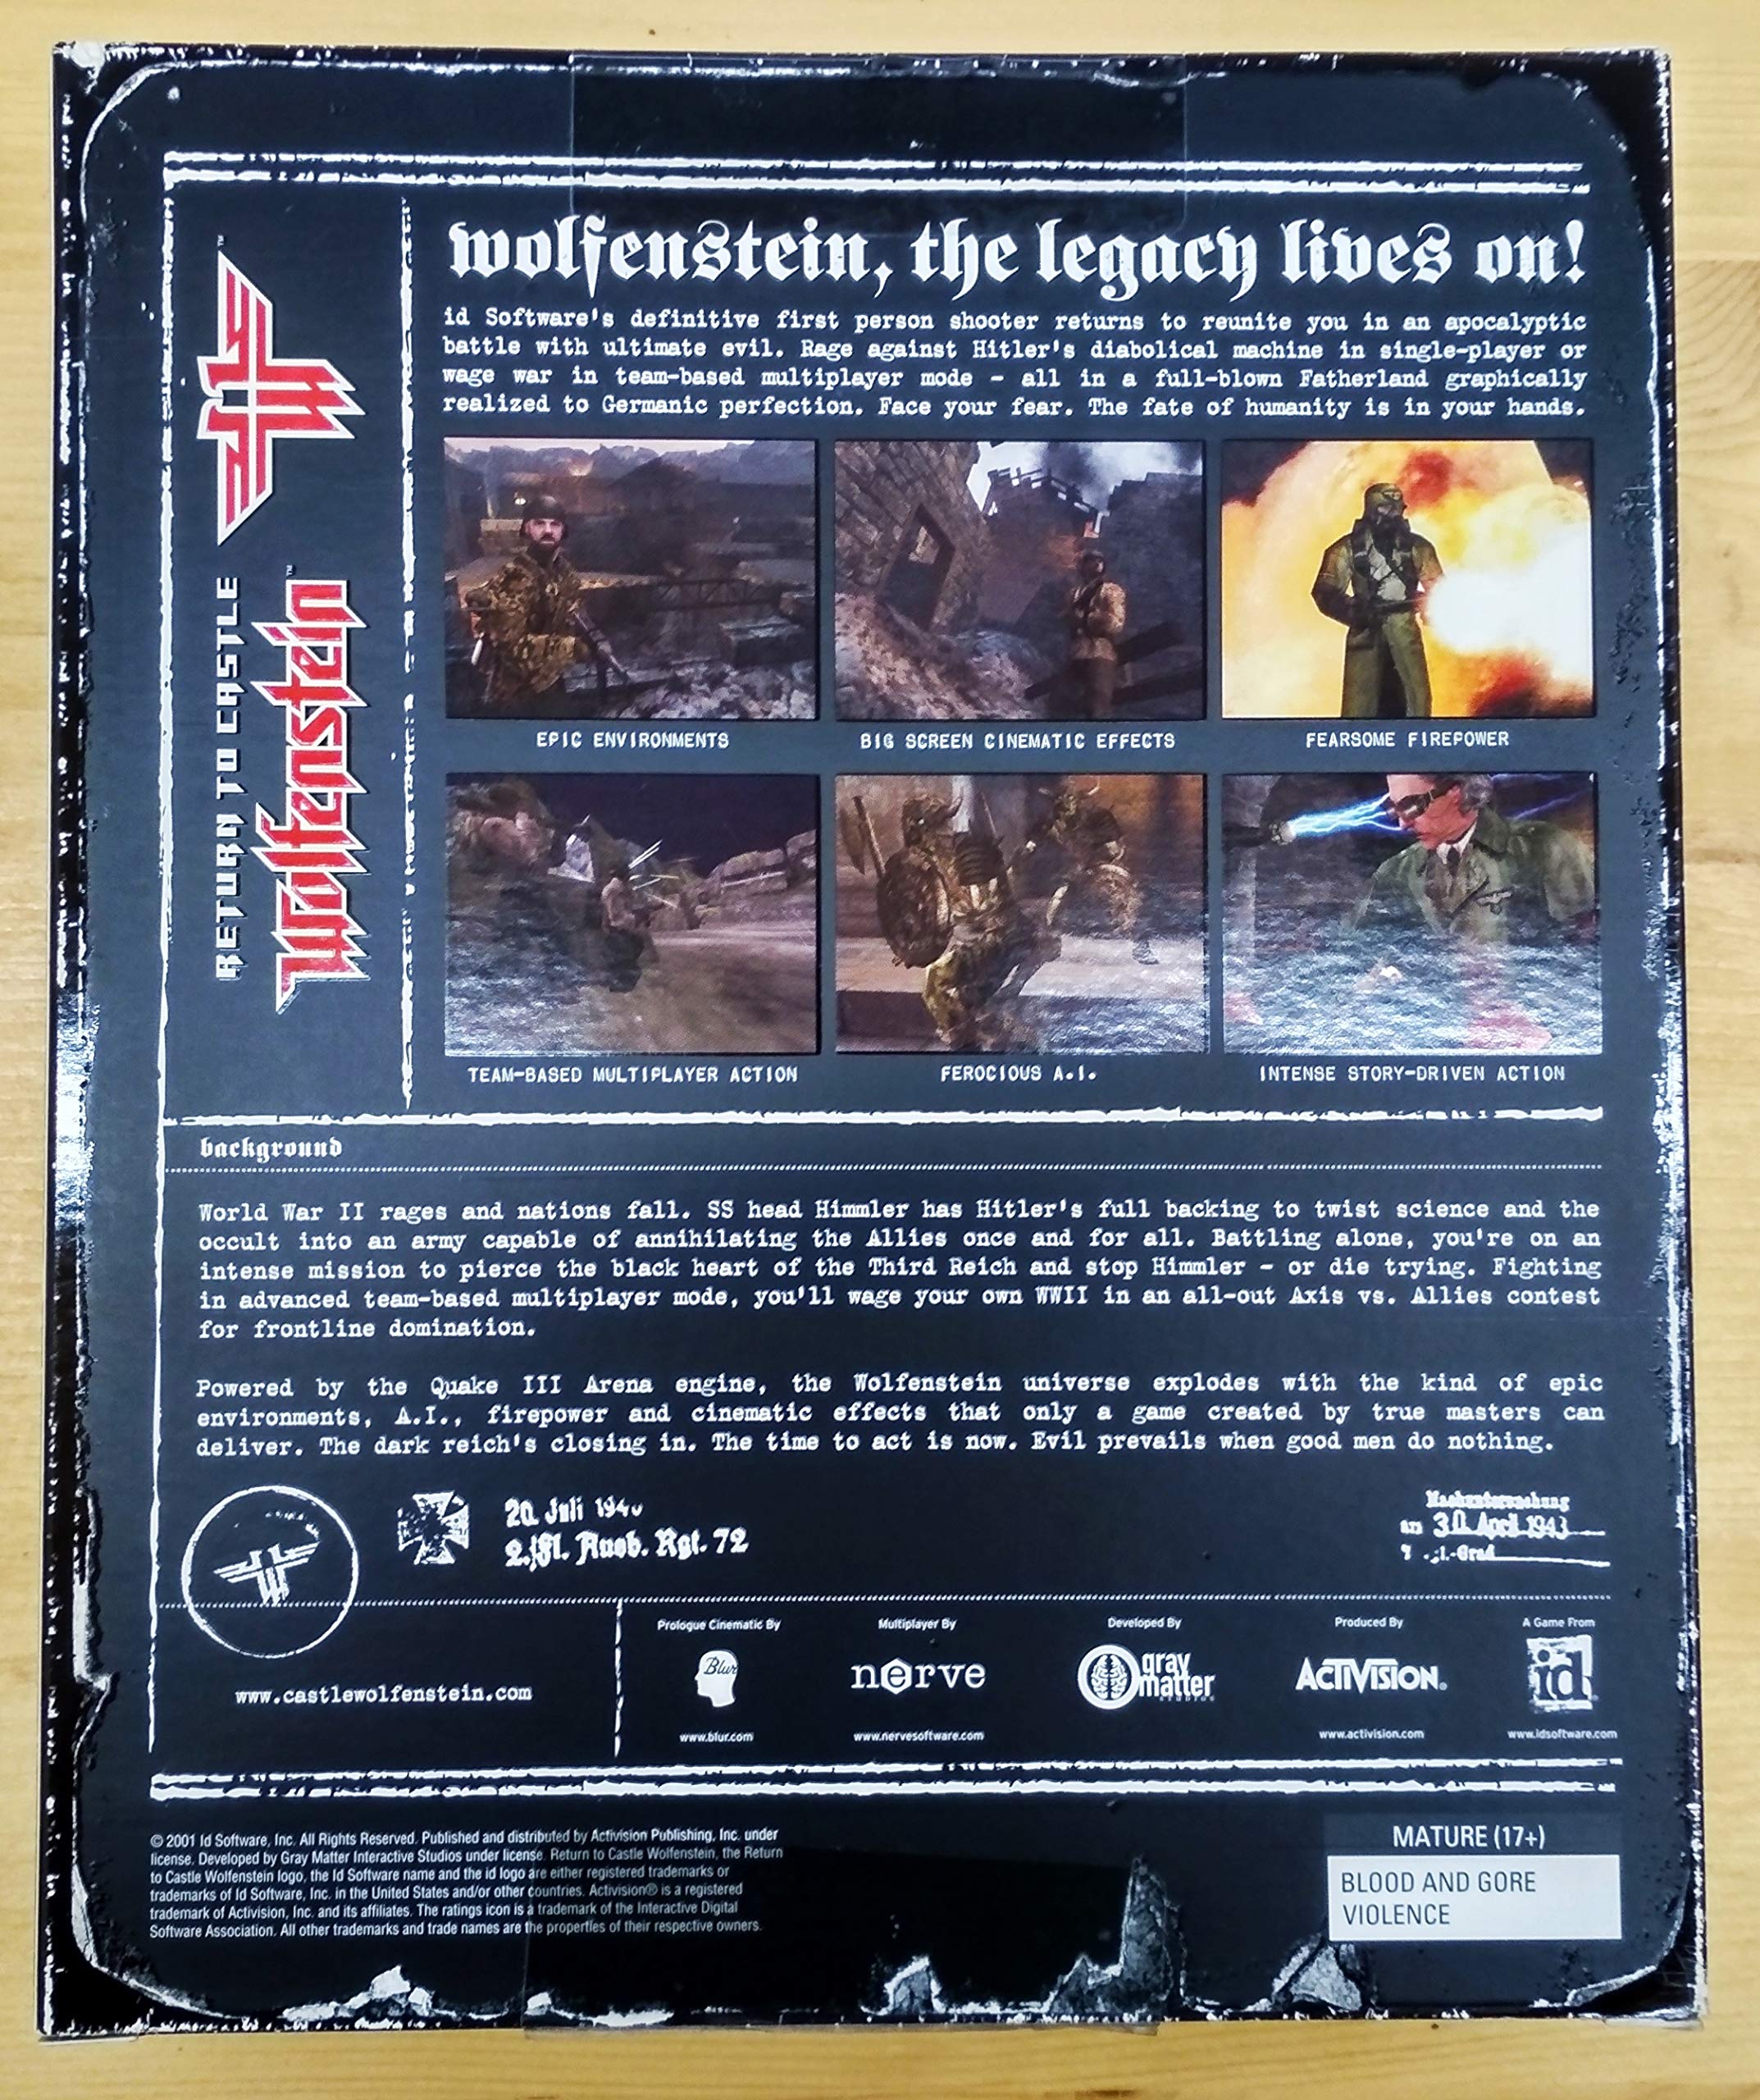 wolfenstein, the legacy lives on!
id Software's definitive first person shooter returns to reunite you in an apocalyptic
battle with ultimate evil. Rage against Hitler's diabolical machine in single-player or
wage war in team-based multiplayer mode - all in a full-blown Fatherland graphically
realized to Germanic perfection. Face your fear. The fate of humanity is in your hands.
RETURN TO CASTLE
Wolfenstein
TM
TM
EPIC ENVIRONMENTS
BIG SCREEN CINEMATIC EFFECTS
FEARSOME FIREPOWER
TEAM-BASED MULTIPLAYER ACTION
FEROCIOUS A.I.
INTENSE STORY-DRIVEN ACTION
background
World War II rages and nations fall. SS head Himmler has Hitler's full backing to twist science and the
occult into an army capable of annihilating the Allies once and for all. Battling alone, you're on an
intense mission to pierce the black heart of the Third Reich and stop Himmler - or die trying. Fighting
in advanced team-based multiplayer mode, you'll wage your own WWII in an all-out Axis vs. Allies contest
for frontline domination.
Powered by the Quake III Arena engine, the Wolfenstein universe explodes with the kind of epic
environments, A.I., firepower and cinematic effects that only a game created by true masters can
deliver. The dark reich's closing in. The time to act is now. Evil prevails when good men do nothing.
20. Juli
Rgt. 72
30. April 1943
www.castlewolfenstein.com
Prologue Cinematic By
Blur
www.blur.com
Multiplayer By
nerve
www.nervesoftware.com
Developed By
gray
matter
studios
Produced By
ACTIVISION®
www.activision.com
A Game From
id
www.idsoftware.com
© 2001 Id Software, Inc. All Rights Reserved. Published and distributed by Activision Publishing, Inc. under
license. Developed by Gray Matter Interactive Studios under license. Return to Castle Wolfenstein, the Return
to Castle Wolfenstein logo, the Id Software name and the id logo are either registered trademarks or
trademarks of Id Software, Inc. in the United States and/or other countries. Activision® is a registered
trademark of Activision, Inc. and its affiliates. The ratings icon is a trademark of the Interactive Digital
Software Association. All other trademarks and trade names are the properties of their respective owners.
MATURE (17+)
BLOOD AND GORE
VIOLENCE